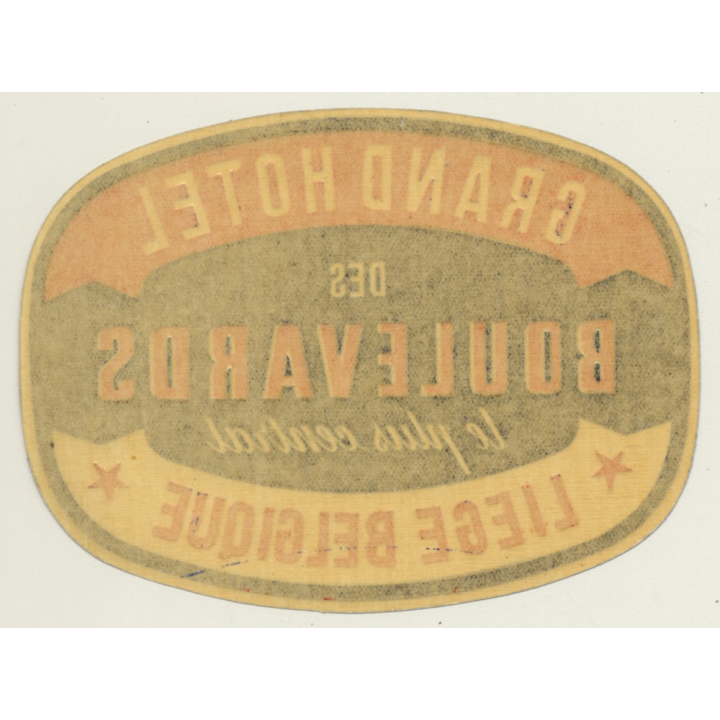 GRAND HOTEL
DES
BOULEVARDS
le plus central
LIEGE BELGIQUE